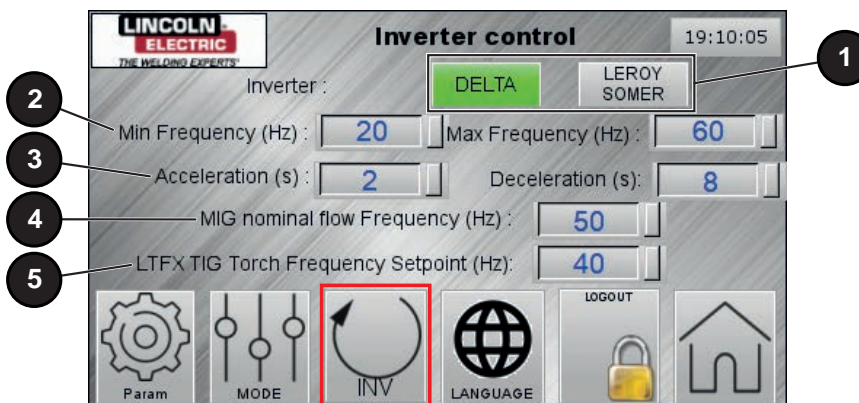 LINCOLN
ELECTRIC
THE WELDING EXPERTS®
Inverter control
19:10:05
1
Inverter :
DELTA
LEROY
SOMER
2
Min Frequency (Hz) :
20
Max Frequency (Hz) :
60
3
Acceleration (s) :
2
Deceleration (s):
8
4
MIG nominal flow Frequency (Hz) :
50
5
LTFX TIG Torch Frequency Setpoint (Hz):
40
Param
MODE
INV
LANGUAGE
LOGOUT